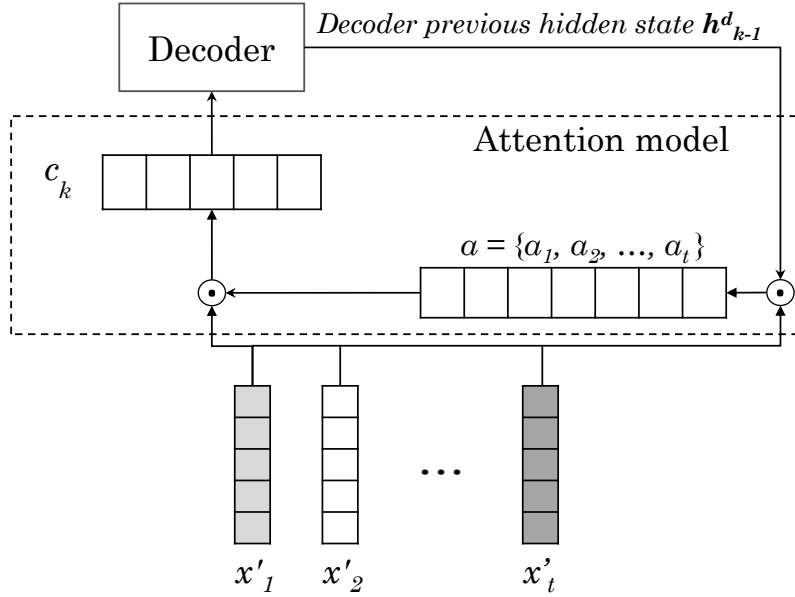 Decoder
Decoder previous hidden state h^d_{k-1}
Attention model
c_k
a = {a_1, a_2, ..., a_t}
...
x'_1 x'_2 x'_t